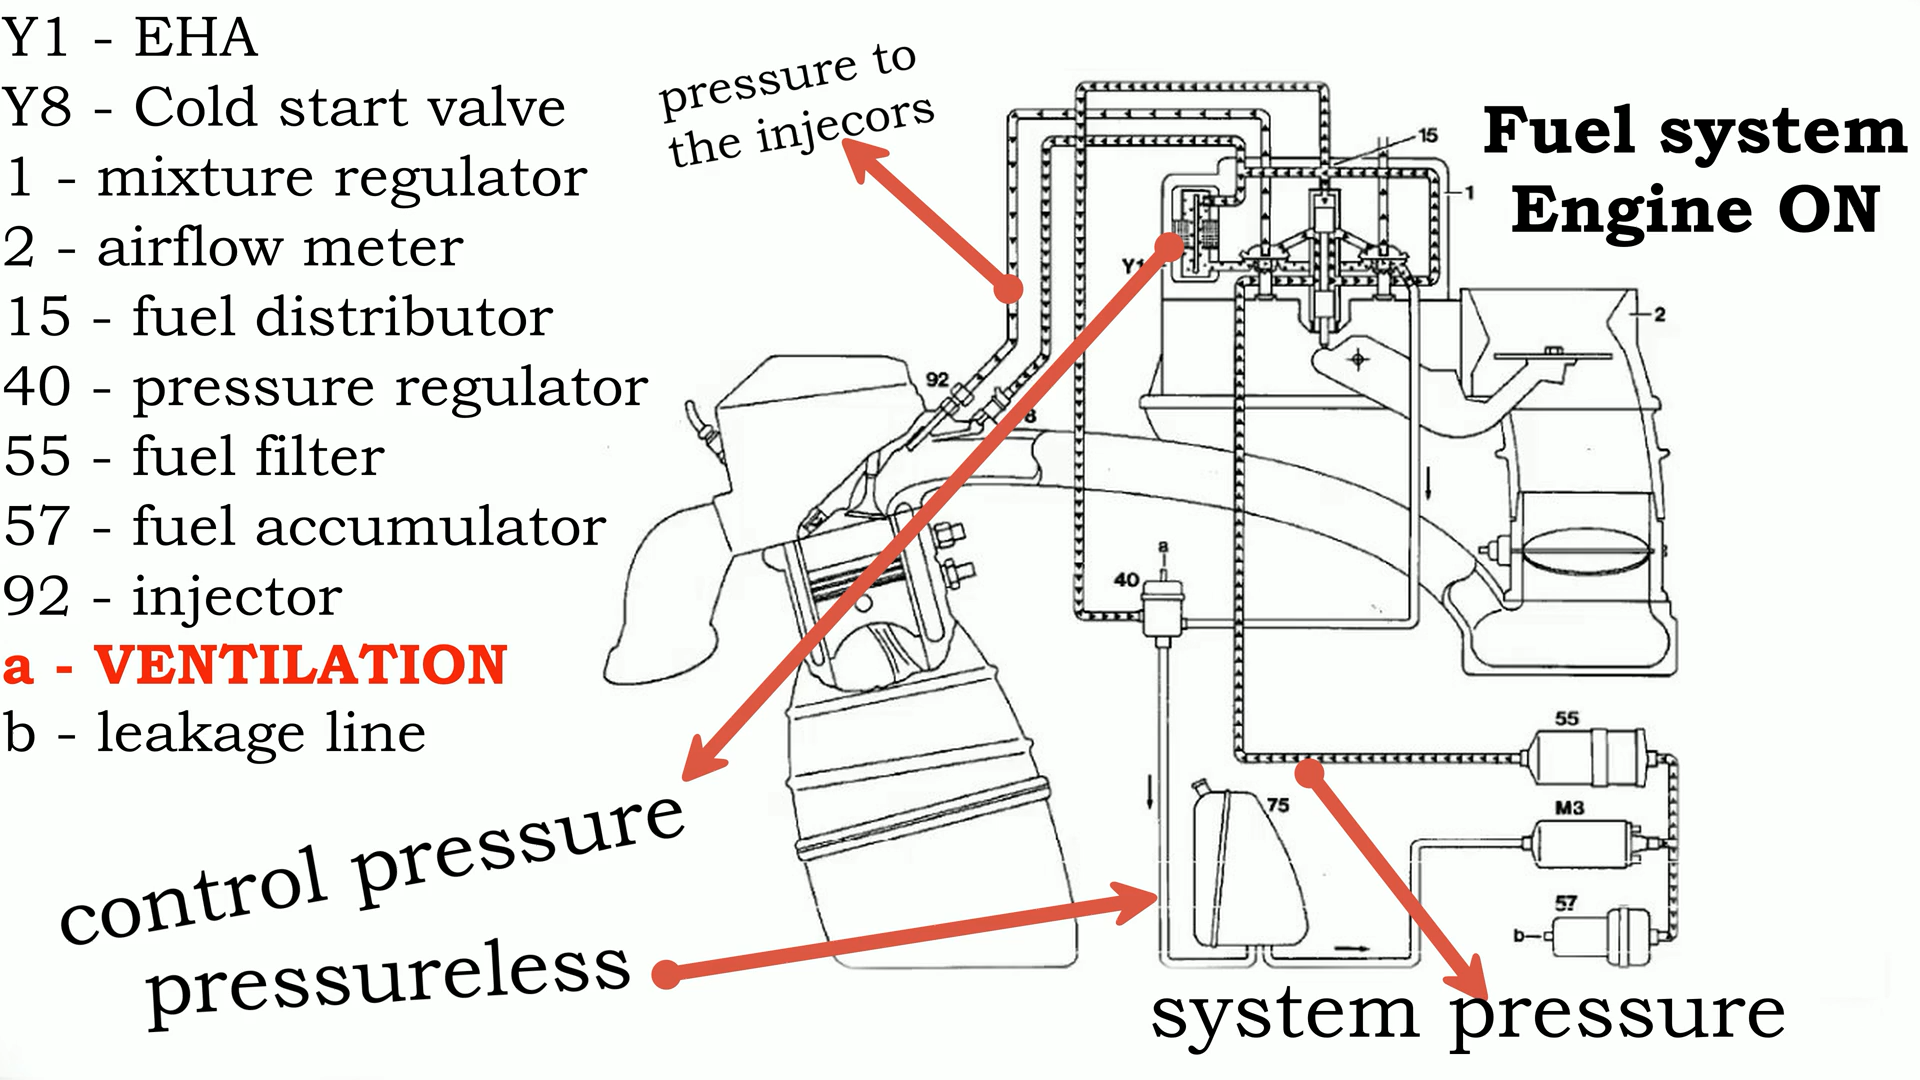 Y1 - EHA
Y8 - Cold start valve
1 - mixture regulator
2 - airflow meter
15 - fuel distributor
40 - pressure regulator
55 - fuel filter
57 - fuel accumulator
92 - injector
a - VENTILATION
b - leakage line
pressure to
the injecors
Fuel system
Engine ON
15
1
Y1
2
92
8
a
40
55
75
M3
57
b
control pressure
pressureless
system pressure